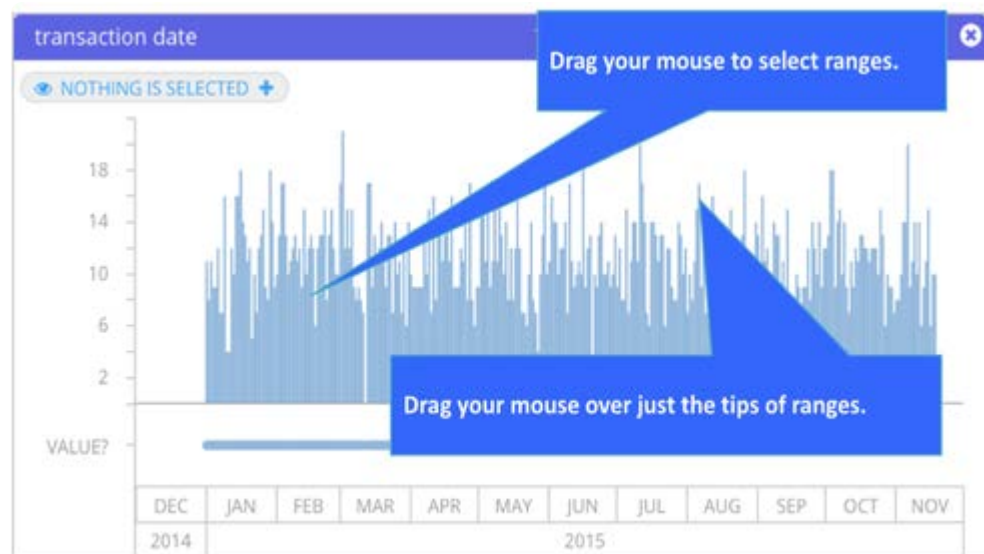 transaction date
Drag your mouse to select ranges.
NOTHING IS SELECTED +
18
14
10
6
2
Drag your mouse over just the tips of ranges.
VALUE?
DEC JAN FEB MAR APR MAY JUN JUL AUG SEP OCT NOV
2014 2015